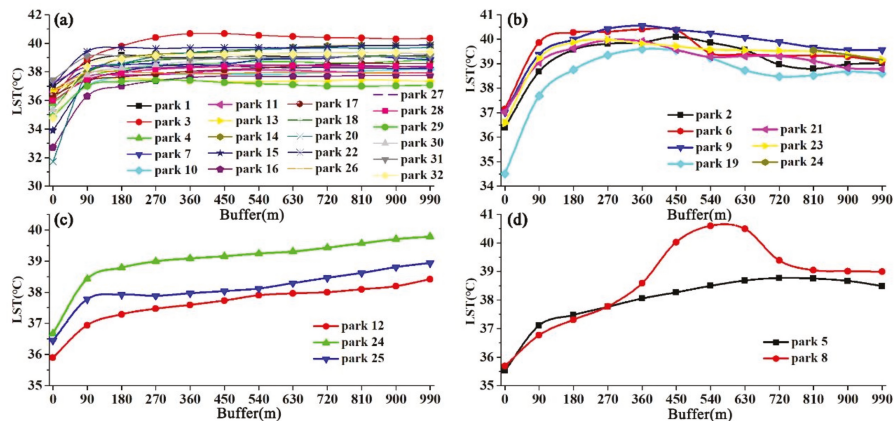 (a)
LST(°C)
42
40
38
36
34
32
30
park 1
park 3
park 4
park 7
park 10
park 11
park 13
park 14
park 15
park 16
park 17
park 18
park 20
park 22
park 26
park 27
park 28
park 29
park 30
park 31
park 32
0 90 180 270 360 450 540 630 720 810 900 990
Buffer(m)
(b)
LST(°C)
41
40
39
38
37
36
35
34
park 2
park 6
park 9
park 19
park 21
park 23
park 24
0 90 180 270 360 450 540 630 720 810 900 990
Buffer(m)
(c)
LST(°C)
40
39
38
37
36
35
park 12
park 24
park 25
0 90 180 270 360 450 540 630 720 810 900 990
Buffer(m)
(d)
LST(°C)
41
40
39
38
37
36
35
park 5
park 8
0 90 180 270 360 450 540 630 720 810 900 990
Buffer(m)